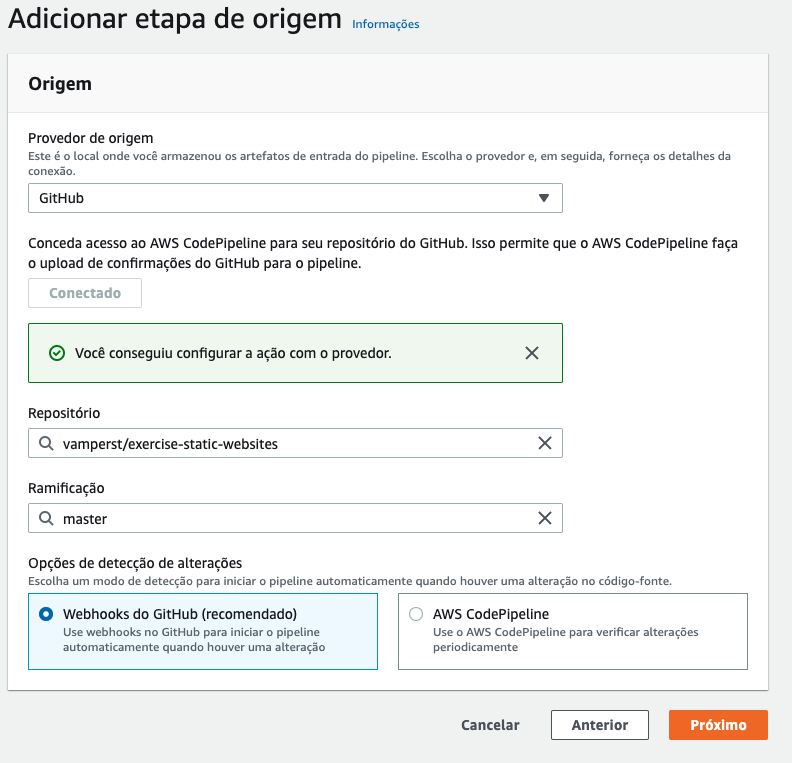 Adicionar etapa de origem Informações
Origem
Provedor de origem
Este é o local onde você armazenou os artefatos de entrada do pipeline. Escolha o provedor e, em seguida, forneça os detalhes da
conexão.
GitHub
Conceda acesso ao AWS CodePipeline para seu repositório do GitHub. Isso permite que o AWS CodePipeline faça
o upload de confirmações do GitHub para o pipeline.
Conectado
Você conseguiu configurar a ação com o provedor.
Repositório
vamperst/exercise-static-websites
Ramificação
master
Opções de detecção de alterações
Escolha um modo de detecção para iniciar o pipeline automaticamente quando houver uma alteração no código-fonte.
Webhooks do GitHub (recomendado)
Use webhooks no GitHub para iniciar o pipeline
automaticamente quando houver uma alteração
AWS CodePipeline
Use o AWS CodePipeline para verificar alterações
periodicamente
Cancelar Anterior Próximo